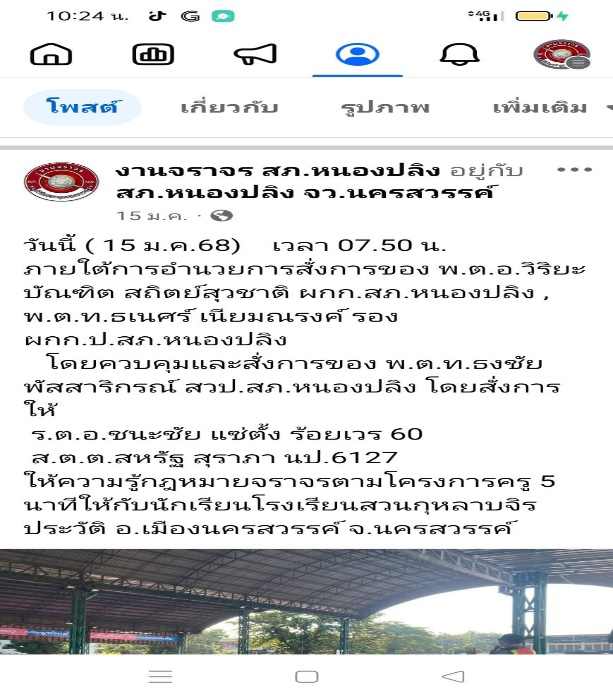 10:24 น.
4G
โพสต์ เกี่ยวกับ รูปภาพ เพิ่มเติม
งานจราจร สภ.หนองปลิง อยู่กับ
สภ.หนองปลิง จว.นครสวรรค์
15 ม.ค. ·
วันนี้ ( 15 ม.ค.68) เวลา 07.50 น.
ภายใต้การอำนวยการสั่งการของ พ.ต.อ.วิริยะ
บัณฑิต สถิตย์สุวชาติ ผกก.สภ.หนองปลิง ,
พ.ต.ท.ธเนศร์ เนียมณรงค์ รอง
ผกก.ป.สภ.หนองปลิง
โดยควบคุมและสั่งการของ พ.ต.ท.ธงชัย
พัสสาริกรณ์ สวป.สภ.หนองปลิง โดยสั่งการ
ให้
ร.ต.อ.ชนะชัย แซ่ตั้ง ร้อยเวร 60
ส.ต.ต.สหรัฐ สุราภา นป.6127
ให้ความรู้กฎหมายจราจรตามโครงการครู 5
นาทีให้กับนักเรียนโรงเรียนสวนกุหลาบจิร
ประวัติ อ.เมืองนครสวรรค์ จ.นครสวรรค์